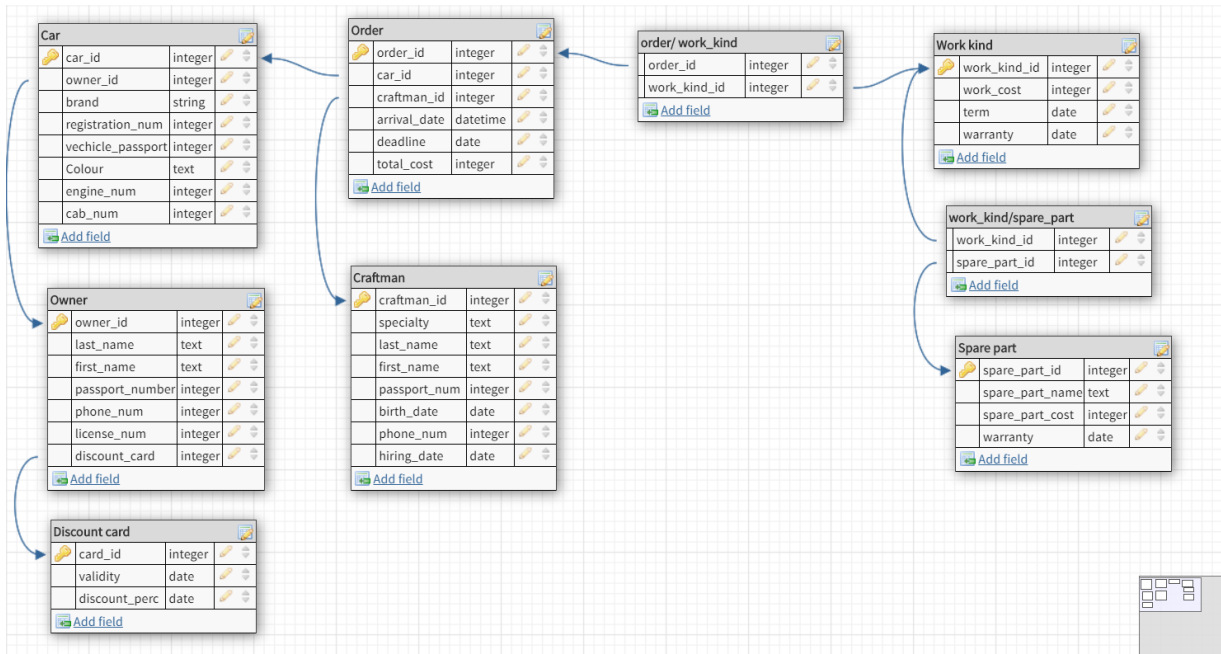 Car
car_id integer
owner_id integer
brand string
registration_num integer
vechicle_passport integer
Colour text
engine_num integer
cab_num integer
Add field
Order
order_id integer
car_id integer
craftman_id integer
arrival_date datetime
deadline date
total_cost integer
Add field
order/ work_kind
order_id integer
work_kind_id integer
Add field
Work kind
work_kind_id integer
work_cost integer
term date
warranty date
Add field
work_kind/spare_part
work_kind_id integer
spare_part_id integer
Add field
Owner
owner_id integer
last_name text
first_name text
passport_number integer
phone_num integer
license_num integer
discount_card integer
Add field
Craftman
craftman_id integer
specialty text
last_name text
first_name text
passport_num integer
birth_date date
phone_num integer
hiring_date date
Add field
Spare part
spare_part_id integer
spare_part_name text
spare_part_cost integer
warranty date
Add field
Discount card
card_id integer
validity date
discount_perc date
Add field